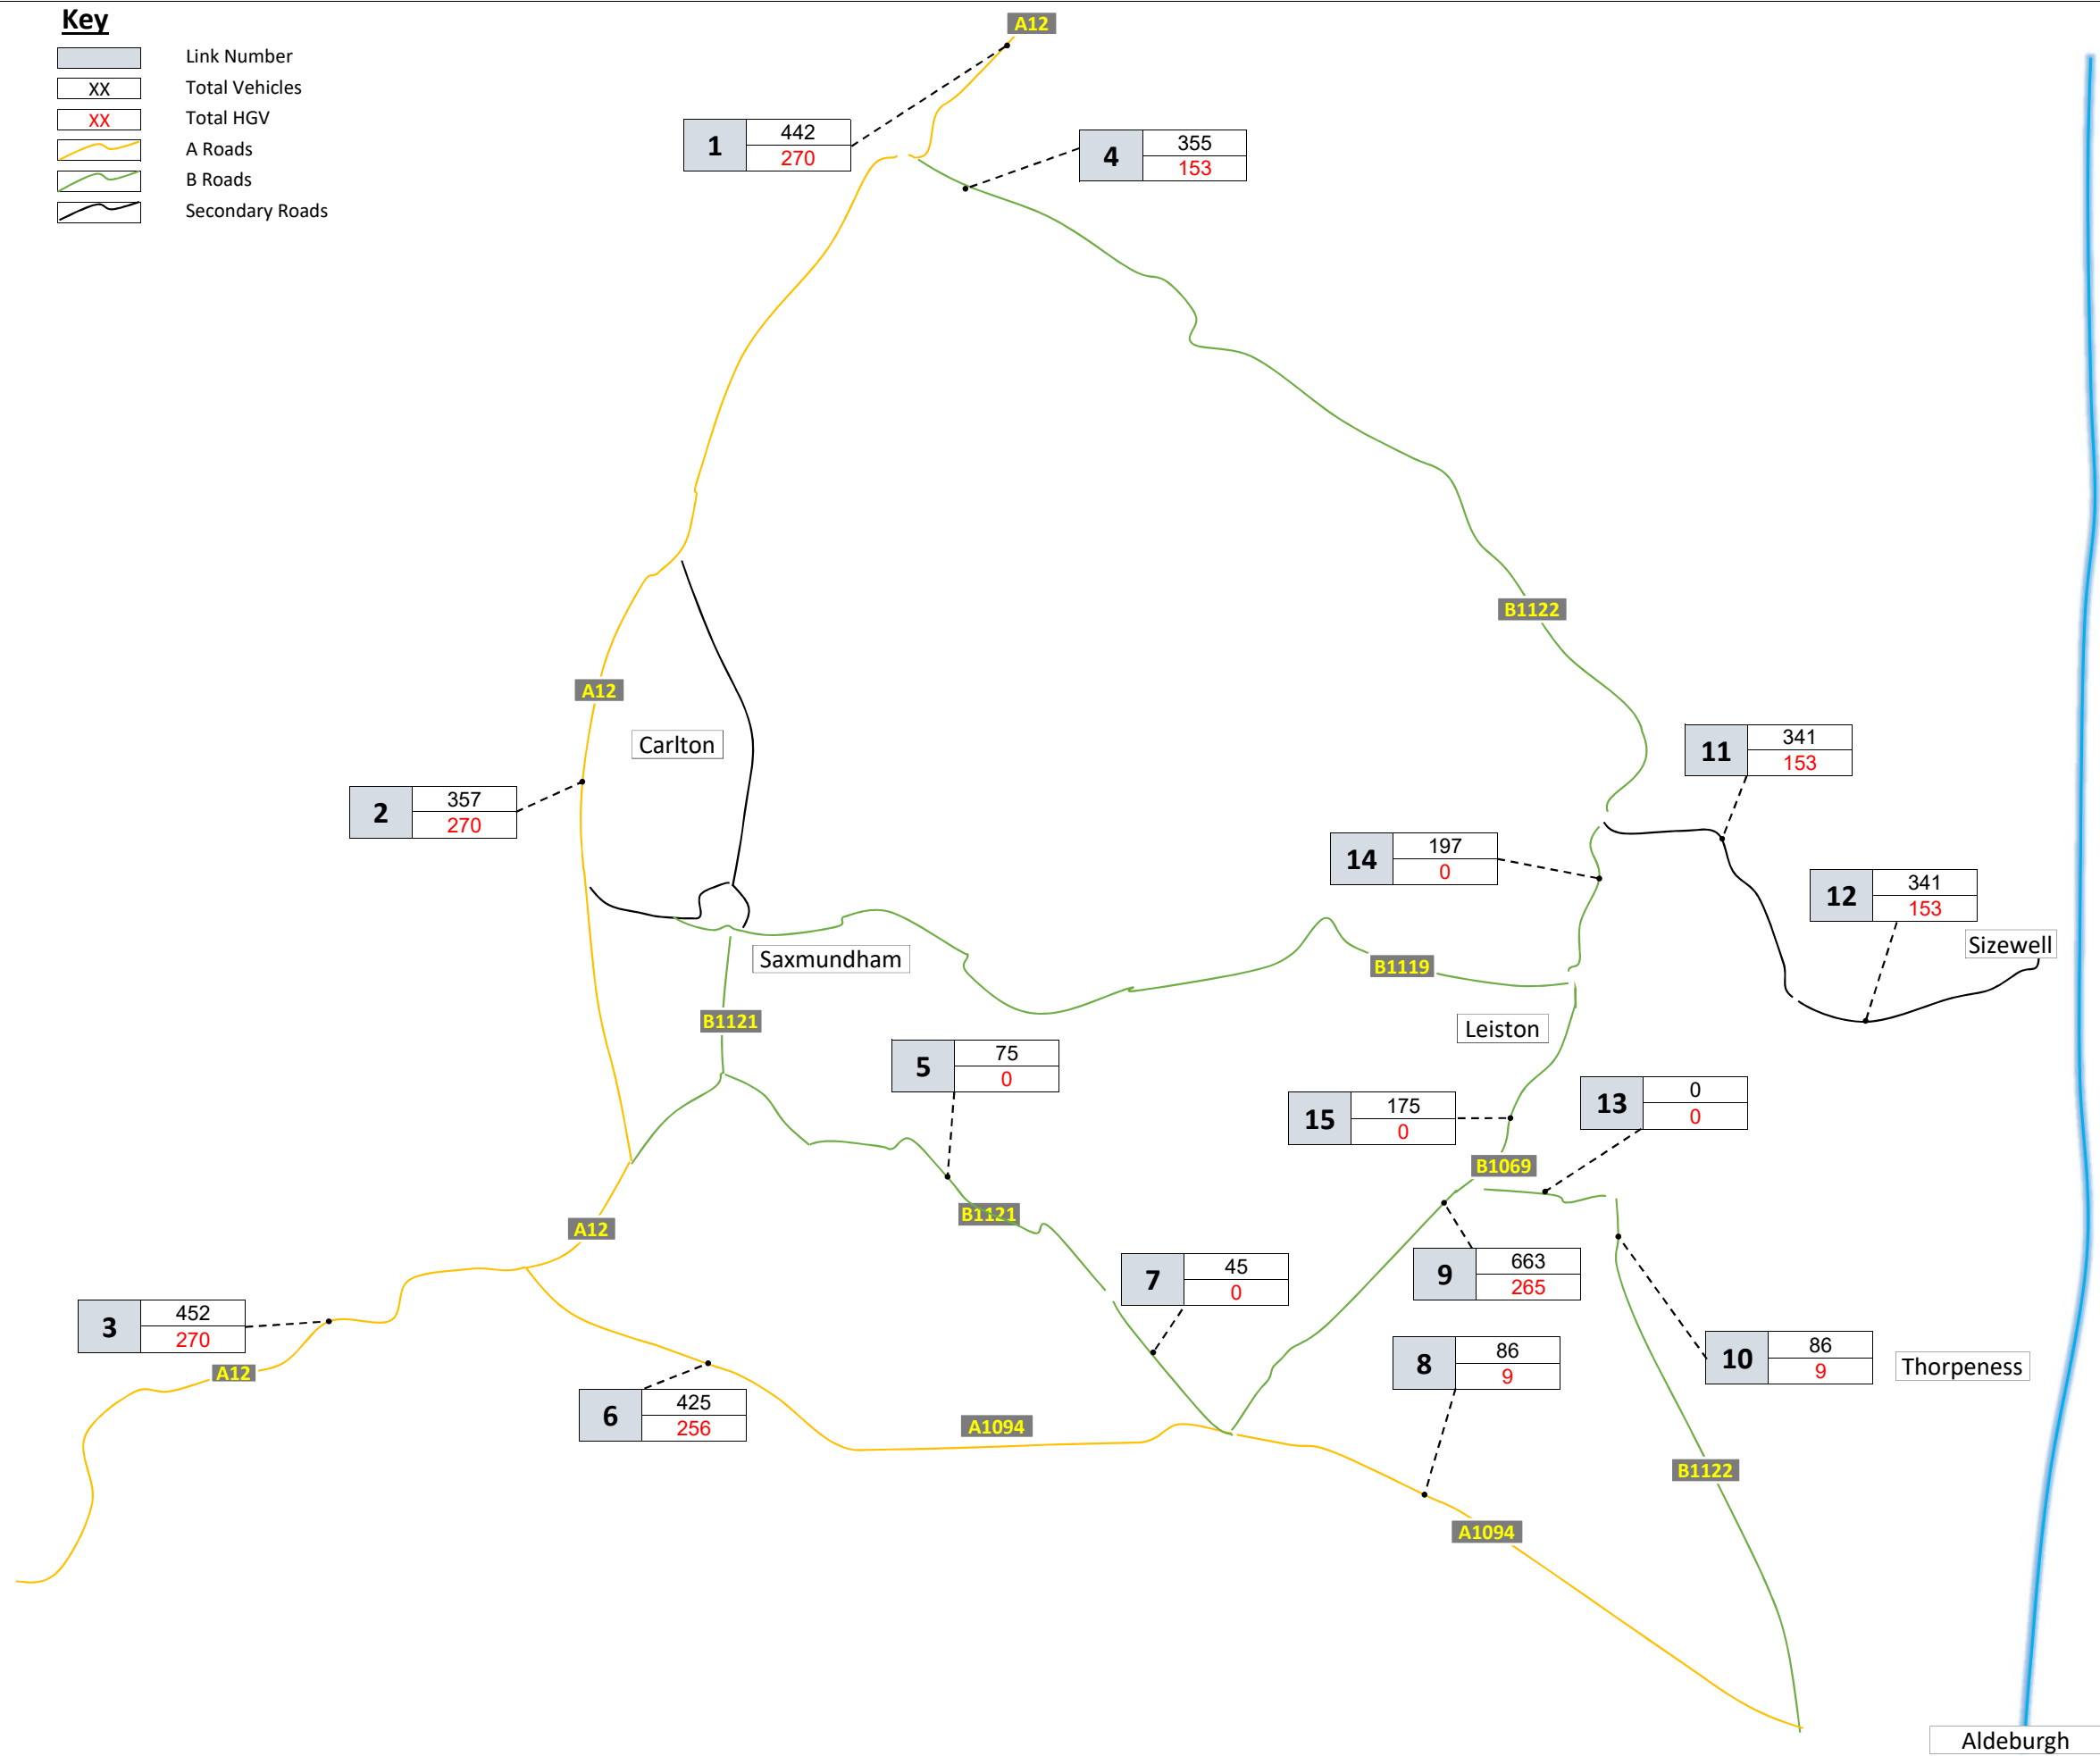 Key
Link Number
XX Total Vehicles
XX Total HGV
A Roads
B Roads
Secondary Roads
A12
1 442 270
4 355 153
B1122
A12
Carlton
2 357 270
11 341 153
14 197 0
12 341 153
Sizewell
Saxmundham
B1119
B1121
Leiston
5 75 0
13 0 0
15 175 0
B1069
B1121
A12
7 45 0
9 663 265
3 452 270
A12
8 86 9
10 86 9
Thorpeness
6 425 256
A1094
B1122
A1094
Aldeburgh